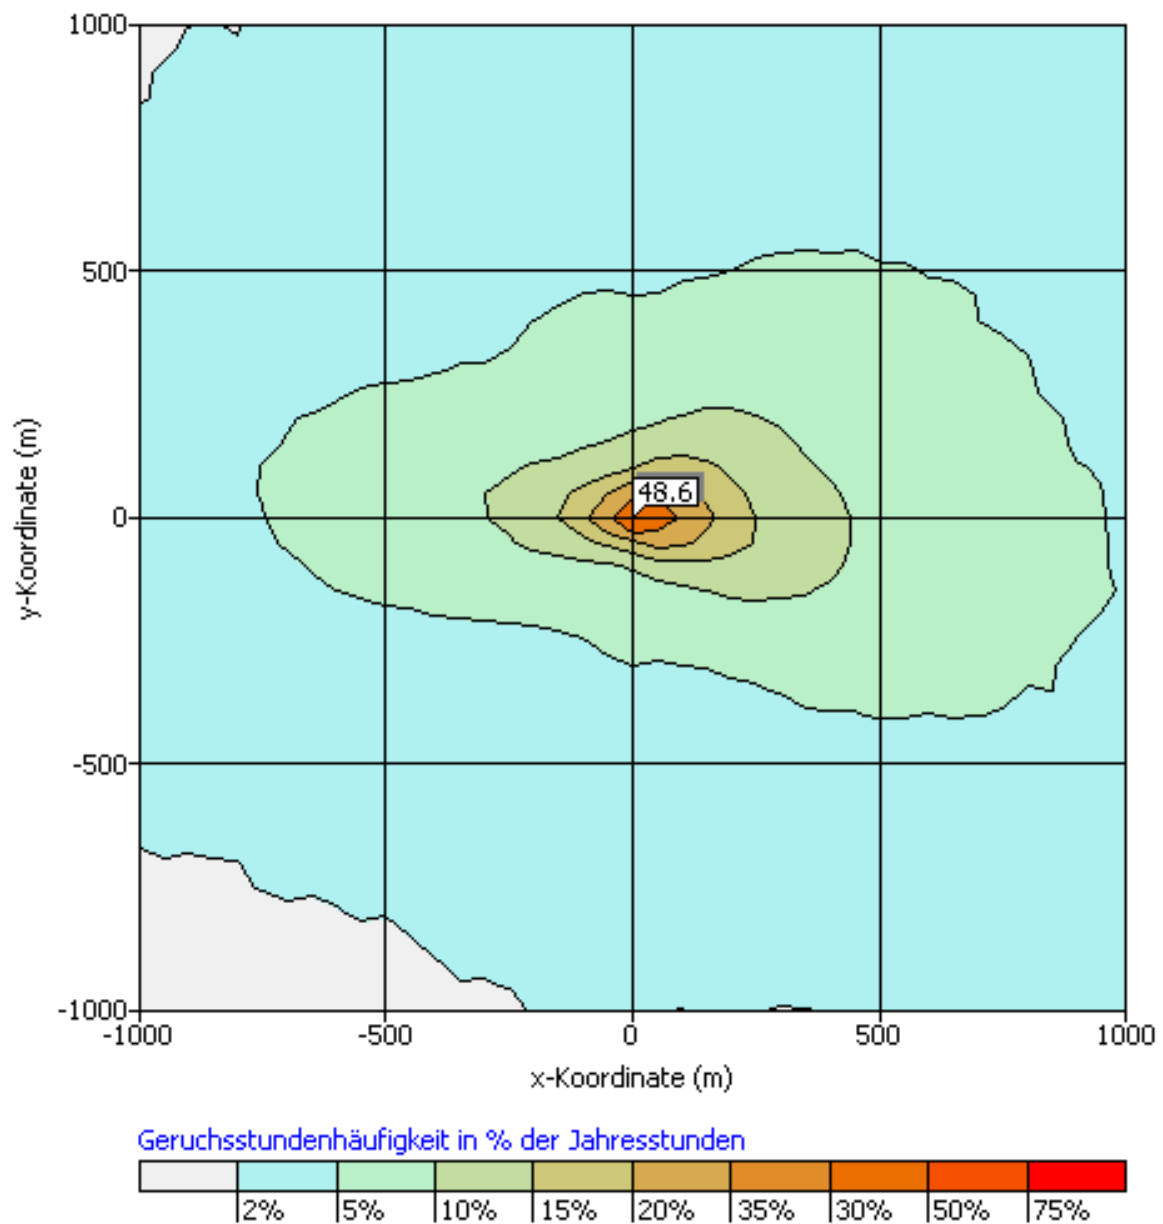 1000
500
48.6
0
y-Koordinate (m)
-500
-1000
-1000 -500 0 500 1000
x-Koordinate (m)
Geruchsstundenhäufigkeit in % der Jahresstunden
2% 5% 10% 15% 20% 35% 30% 50% 75%